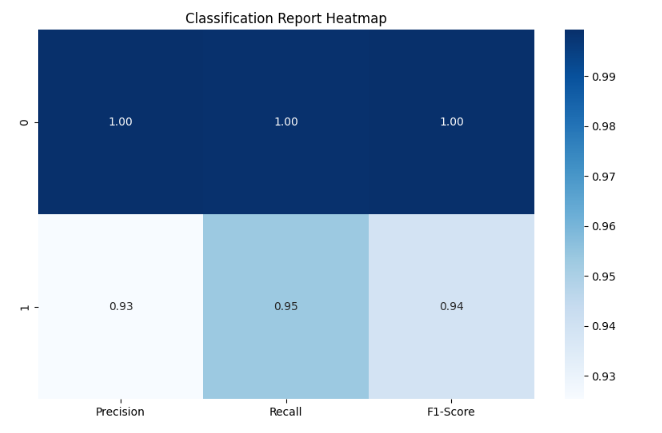 Classification Report Heatmap
0
1.00 1.00 1.00
1
0.93 0.95 0.94
Precision Recall F1-Score
0.99
0.98
0.97
0.96
0.95
0.94
0.93